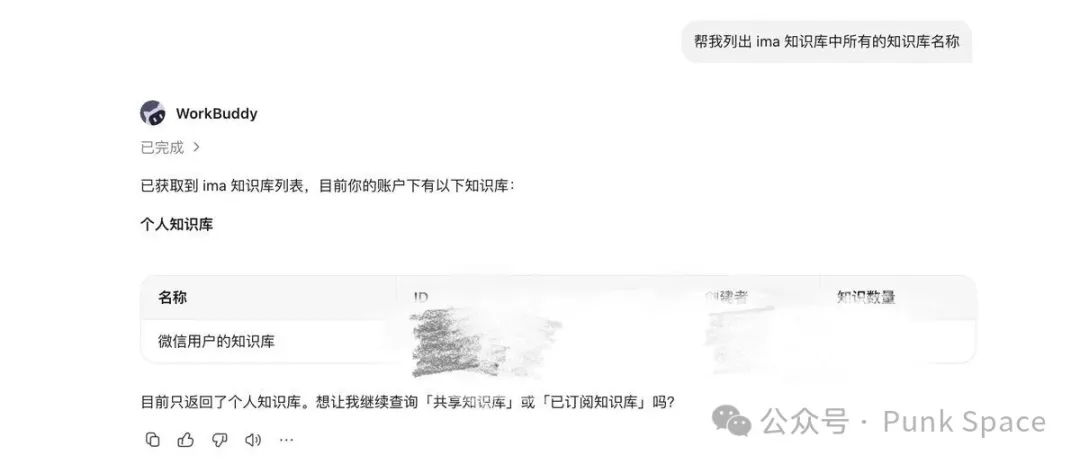 帮我列出 ima 知识库中所有的知识库名称
WorkBuddy
已完成 >
已获取到 ima 知识库列表，目前你的账户下有以下知识库：
个人知识库
名称 ID 创建者 知识数量
微信用户的知识库
目前只返回了个人知识库。想让我继续查询「共享知识库」或「已订阅知识库」吗？
公众号 · Punk Space